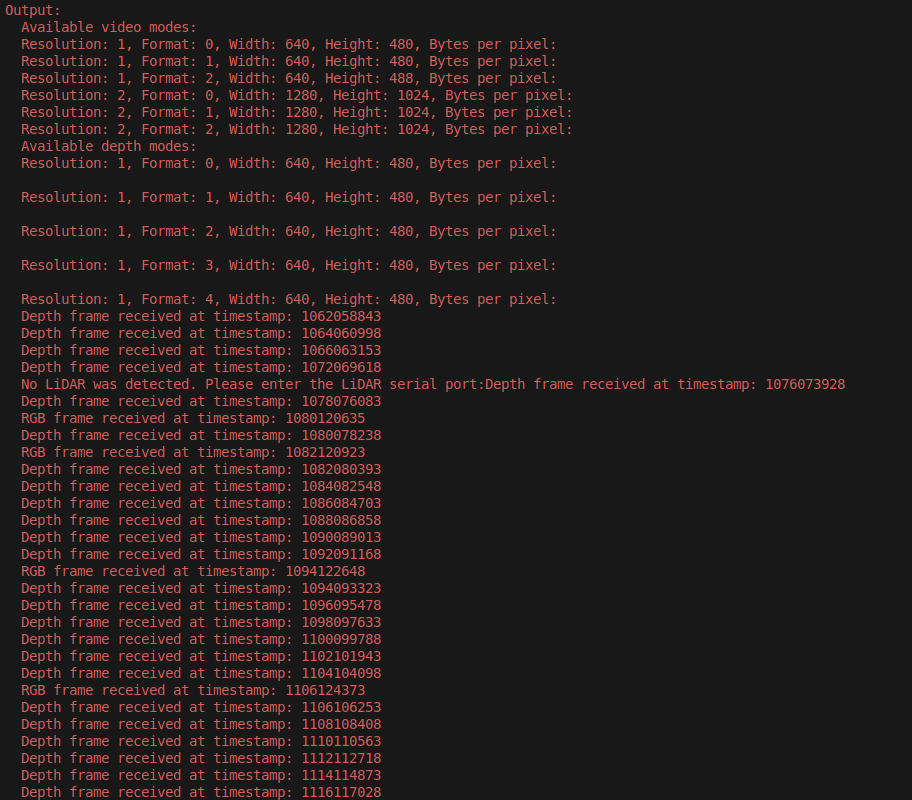 Output:
Available video modes:
Resolution: 1, Format: 0, Width: 640, Height: 480, Bytes per pixel:
Resolution: 1, Format: 1, Width: 640, Height: 480, Bytes per pixel:
Resolution: 1, Format: 2, Width: 640, Height: 488, Bytes per pixel:
Resolution: 2, Format: 0, Width: 1280, Height: 1024, Bytes per pixel:
Resolution: 2, Format: 1, Width: 1280, Height: 1024, Bytes per pixel:
Resolution: 2, Format: 2, Width: 1280, Height: 1024, Bytes per pixel:
Available depth modes:
Resolution: 1, Format: 0, Width: 640, Height: 480, Bytes per pixel:
Resolution: 1, Format: 1, Width: 640, Height: 480, Bytes per pixel:
Resolution: 1, Format: 2, Width: 640, Height: 480, Bytes per pixel:
Resolution: 1, Format: 3, Width: 640, Height: 480, Bytes per pixel:
Resolution: 1, Format: 4, Width: 640, Height: 480, Bytes per pixel:
Depth frame received at timestamp: 1062058843
Depth frame received at timestamp: 1064060998
Depth frame received at timestamp: 1066063153
Depth frame received at timestamp: 1072069618
No LiDAR was detected. Please enter the LiDAR serial port:Depth frame received at timestamp: 1076073928
Depth frame received at timestamp: 1078076083
RGB frame received at timestamp: 1080120635
Depth frame received at timestamp: 1080078238
RGB frame received at timestamp: 1082120923
Depth frame received at timestamp: 1082080393
Depth frame received at timestamp: 1084082548
Depth frame received at timestamp: 1086084703
Depth frame received at timestamp: 1088086858
Depth frame received at timestamp: 1090089013
Depth frame received at timestamp: 1092091168
RGB frame received at timestamp: 1094122648
Depth frame received at timestamp: 1094093323
Depth frame received at timestamp: 1096095478
Depth frame received at timestamp: 1098097633
Depth frame received at timestamp: 1100099788
Depth frame received at timestamp: 1102101943
Depth frame received at timestamp: 1104104098
RGB frame received at timestamp: 1106124373
Depth frame received at timestamp: 1106106253
Depth frame received at timestamp: 1108108408
Depth frame received at timestamp: 1110110563
Depth frame received at timestamp: 1112112718
Depth frame received at timestamp: 1114114873
Depth frame received at timestamp: 1116117028